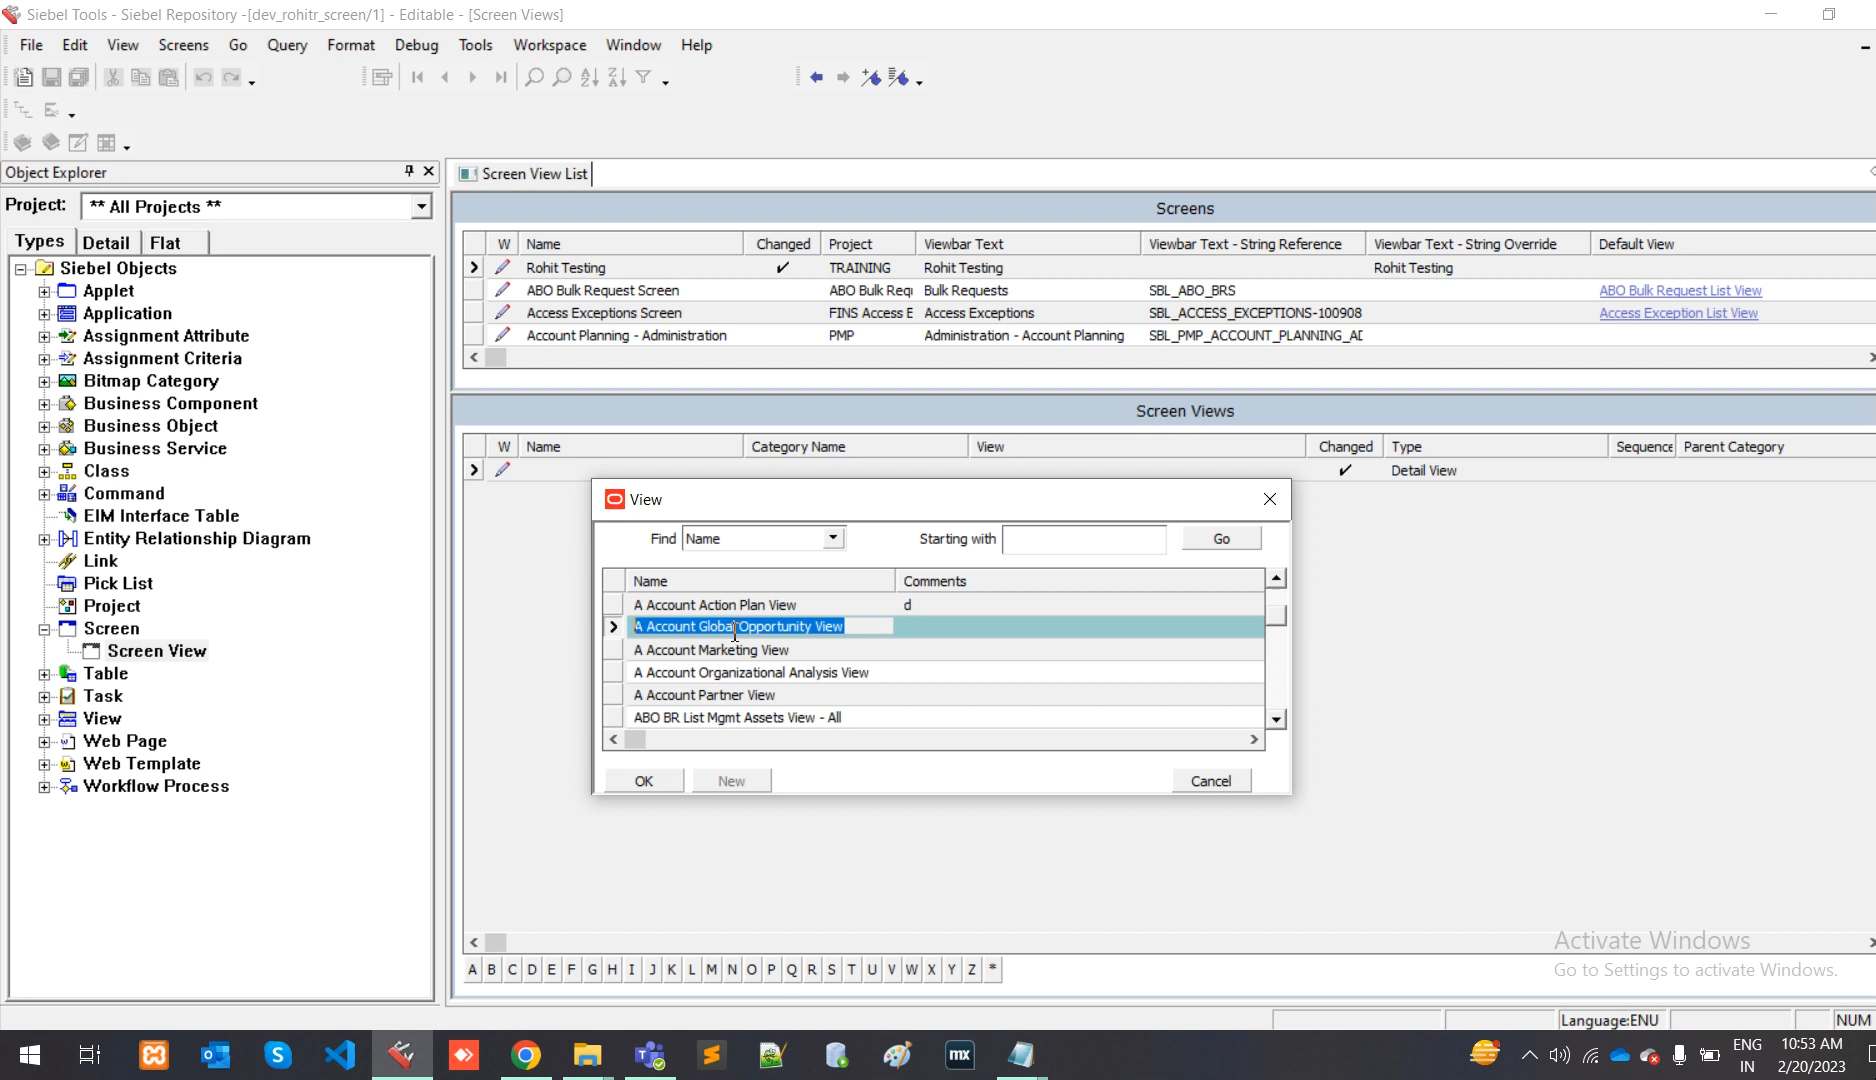 Siebel Tools - Siebel Repository -[dev_rohitr_screen/1] - Editable - [Screen Views]
File Edit View Screens Go Query Format Debug Tools Workspace Window Help
Object Explorer
Project: ** All Projects **
Types Detail Flat
Siebel Objects
Applet
Application
Assignment Attribute
Assignment Criteria
Bitmap Category
Business Component
Business Object
Business Service
Class
Command
EIM Interface Table
Entity Relationship Diagram
Link
Pick List
Project
Screen
Screen View
Table
Task
View
Web Page
Web Template
Workflow Process
Screen View List
Screens
W Name Changed Project Viewbar Text Viewbar Text - String Reference Viewbar Text - String Override Default View
Rohit Testing TRAINING Rohit Testing Rohit Testing
ABO Bulk Request Screen ABO Bulk Requ Bulk Requests SBL_ABO_BRS ABO Bulk Request List View
Access Exceptions Screen FINS Access E Access Exceptions SBL_ACCESS_EXCEPTIONS-100908 Access Exception List View
Account Planning - Administration PMP Administration - Account Planning SBL_PMP_ACCOUNT_PLANNING_AD
Screen Views
W Name Category Name View Changed Type Sequence Parent Category
Detail View
View
Find Name Starting with Go
Name Comments
A Account Action Plan View d
A Account Global Opportunity View
A Account Marketing View
A Account Organizational Analysis View
A Account Partner View
ABO BR List Mgmt Assets View - All
OK New Cancel
A B C D E F G H I J K L M N O P Q R S T U V W X Y Z *
Activate Windows
Go to Settings to activate Windows.
Language:ENU NUM
mx
ENG
IN
10:53 AM
2/20/2023